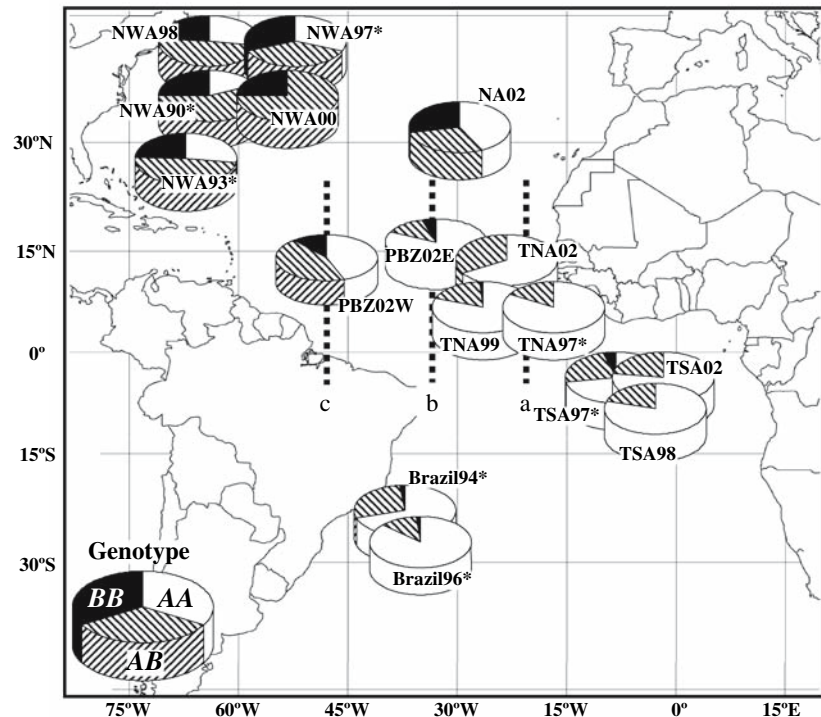 NWA98
NWA97*
NWA90*
NWA00
NA02
30ºN
NWA93*
15ºN
PBZ02E
TNA02
PBZ02W
TNA99
TNA97*
0º
TSA02
c
b
a
TSA97*
15ºS
TSA98
Brazil94*
Genotype
30ºS
Brazil96*
BB
AA
AB
75ºW
60ºW
45ºW
30ºW
15ºW
0º
15ºE